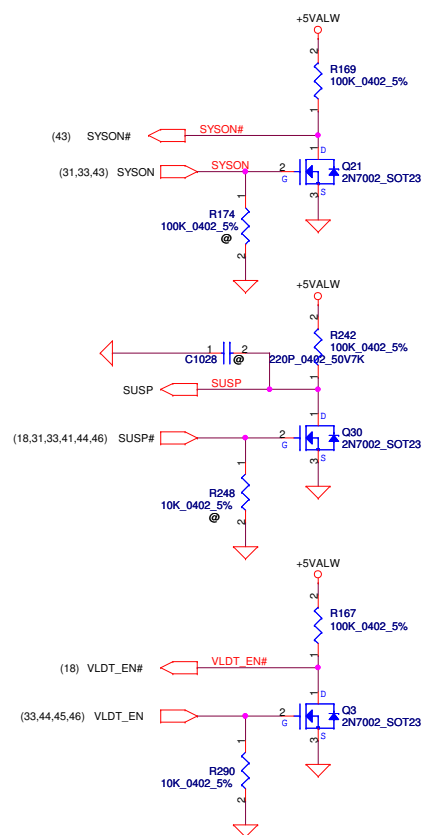 +5VALW
2
R169
100K_0402_5%
1
(43) SYSON# SYSON#
1 D
(31,33,43) SYSON SYSON 2 G Q21
2N7002_SOT23
3 S
1
R174
100K_0402_5%
@
2
+5VALW
2
R242
100K_0402_5%
1 2
C1028 @ 220P_0402_50V7K
1
SUSP SUSP
1 D
(18,31,33,41,44,46) SUSP# 2 G Q30
2N7002_SOT23
3 S
1
R248
10K_0402_5%
@
2
+5VALW
2
R167
100K_0402_5%
1
(18) VLDT_EN# VLDT_EN#
1 D
(33,44,45,46) VLDT_EN 2 G Q3
2N7002_SOT23
3 S
1
R290
10K_0402_5%
2